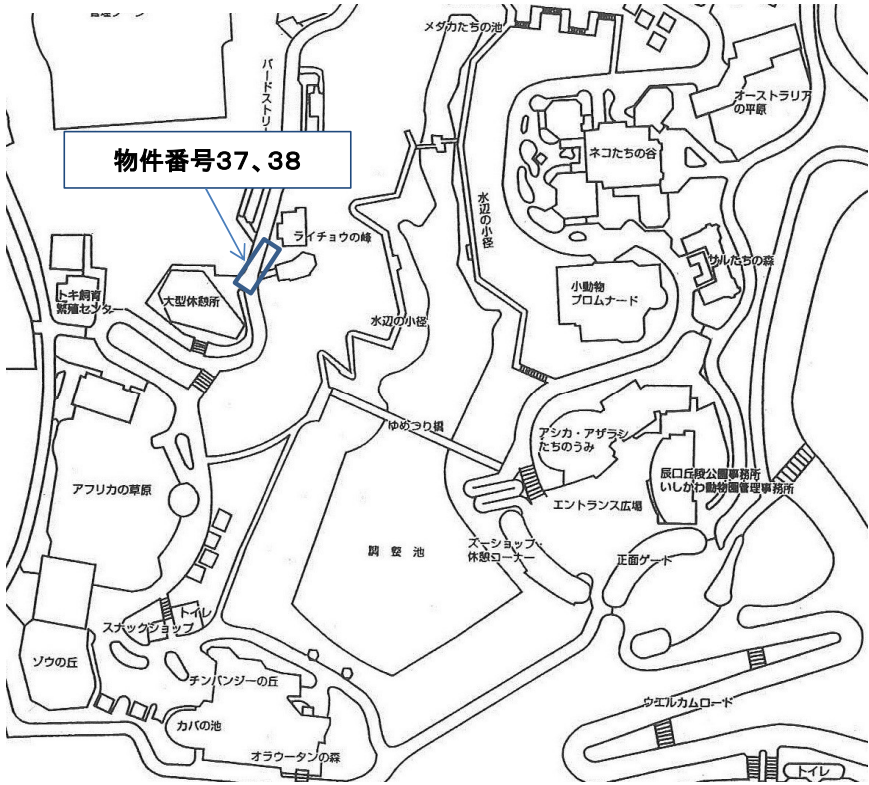 メダカたちの池
オーストラリア
の平原
物件番号37、38
ネコたちの谷
水辺の小径
ライチョウの峰
サルたちの森
トキ飼育
繁殖センター
大型休憩所
小動物
プロムナード
水辺の小径
ゆめつり橋
アシカ・アザラシ
たちのうみ
辰口丘陵公園事務所
いしかわ動物園管理事務所
アフリカの草原
エントランス広場
調整池
ズーショップ・
休憩コーナー
正面ゲート
トイレ
スナックショップ
ゾウの丘
チンパンジーの丘
ウエルカムロード
カバの池
オラウータンの森
トイレ